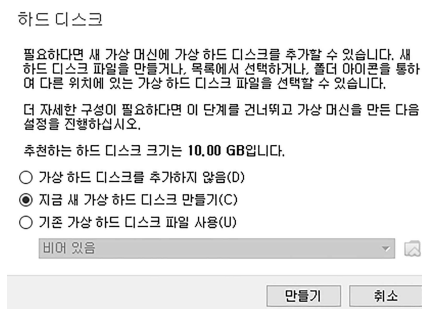 하드 디스크
필요하다면 새 가상 머신에 가상 하드 디스크를 추가할 수 있습니다. 새
하드 디스크 파일을 만들거나, 목록에서 선택하거나, 폴더 아이콘을 통하
여 다른 위치에 있는 가상 하드 디스크 파일을 선택할 수 있습니다.
더 자세한 구성이 필요하다면 이 단계를 건너뛰고 가상 머신을 만든 다음
설정을 진행하십시오.
추천하는 하드 디스크 크기는 10.00 GB입니다.
가상 하드 디스크를 추가하지 않음(D)
지금 새 가상 하드 디스크 만들기(C)
기존 가상 하드 디스크 파일 사용(U)
비어 있음
만들기 취소